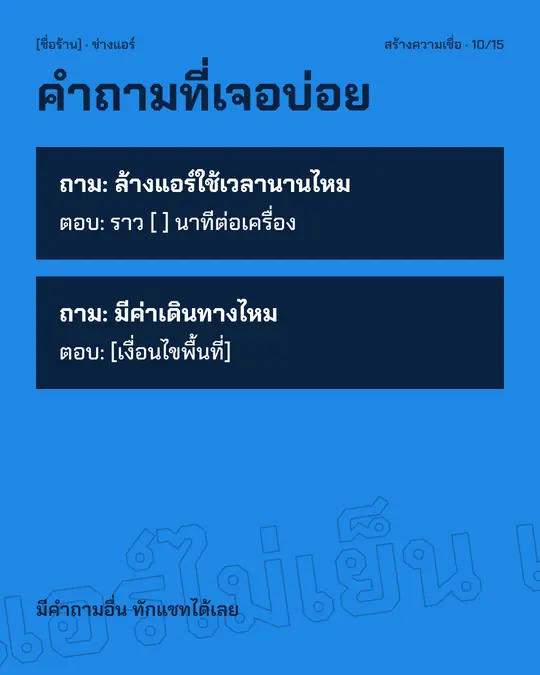 [ชื่อร้าน] · ช่างแอร์
สร้างความเชื่อ · 10/15
คำถามที่เจอบ่อย
ถาม: ล้างแอร์ใช้เวลานานไหม
ตอบ: ราว [ ] นาทีต่อเครื่อง
ถาม: มีค่าเดินทางไหม
ตอบ: [เงื่อนไขพื้นที่]
แอร์ไม่เย็น แ
มีคำถามอื่น ทักแชทได้เลย